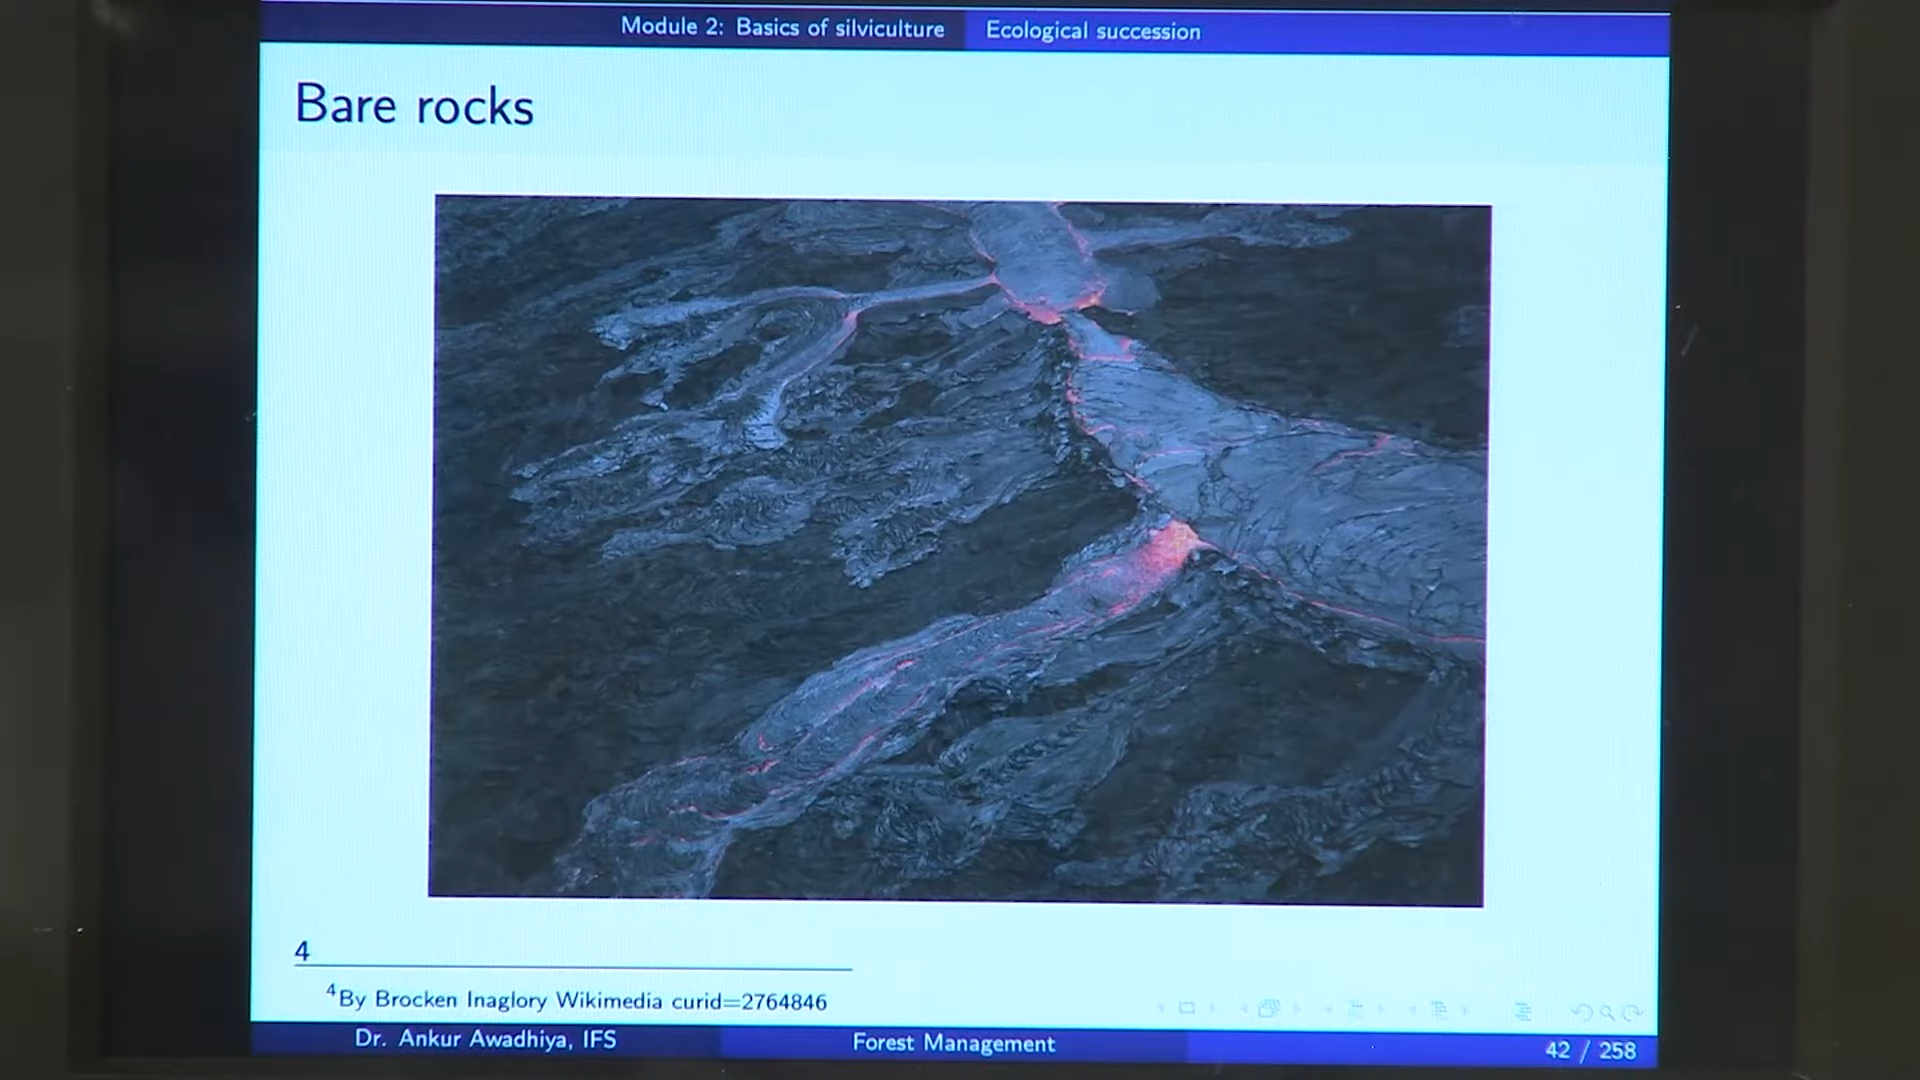 Module 2: Basics of silviculture Ecological succession
Bare rocks
4
4By Brocken Inaglory Wikimedia curid=2764846
Dr. Ankur Awadhiya, IFS Forest Management 42 / 258